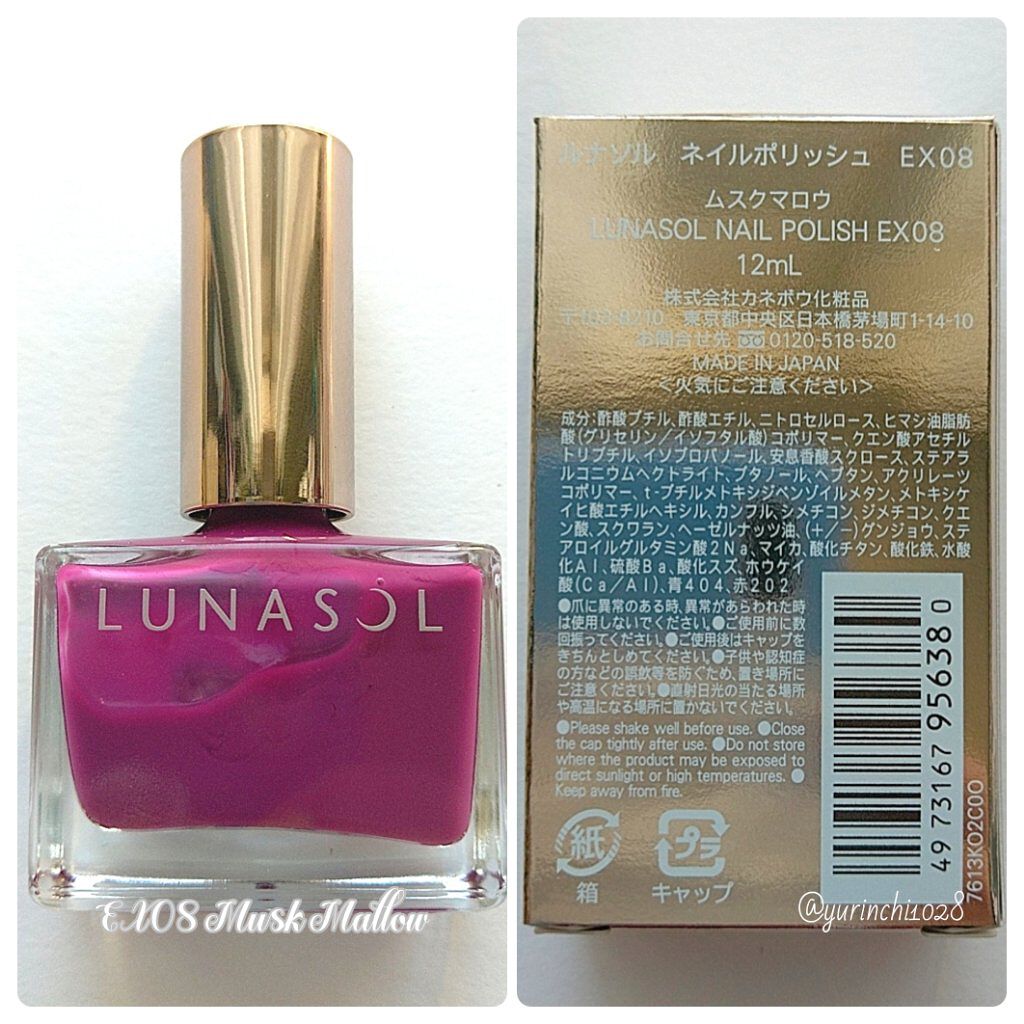 LUNASOL
EX08 Musk Mallow
ルナソル ネイルポリッシュ EX08
ムスクマロウ
LUNASOL NAIL POLISH EX08
12mL
株式会社カネボウ化粧品
〒103-8210 東京都中央区日本橋茅場町1-14-10
お問合せ先 0120-518-520
MADE IN JAPAN
<火気にご注意ください>
成分:酢酸ブチル、酢酸エチル、ニトロセルロース、ヒマシ油脂肪
酸(グリセリン/イソフタル酸)コポリマー、クエン酸アセチル
トリブチル、イソプロパノール、安息香酸スクロース、ステアラ
ルコニウムヘクトライト、ブタノール、ヘプタン、アクリレーツ
コポリマー、t-ブチルメトキシジベンゾイルメタン、メトキシケ
イヒ酸エチルヘキシル、カンフル、シメチコン、ジメチコン、クエ
ン酸、スクワラン、ヘーゼルナッツ油、(+/-)グンジョウ、ステ
アロイルグルタミン酸2Na、マイカ、酸化チタン、酸化鉄、水酸
化Al、硫酸Ba、酸化スズ、ホウケイ
酸(Ca/Al)、青404、赤202
●爪に異常のある時、異常があらわれた時
は使用しないでください。●ご使用前に数
回振ってください。●ご使用後はキャップを
きちんとしめてください。●子供や認知症
の方などの誤飲等を防ぐため、置き場所に
ご注意ください。●直射日光の当たる場所
や高温になる場所に置かないでください。
●Please shake well before use. ●Close
the cap tightly after use. ●Do not store
where the product may be exposed to
direct sunlight or high temperatures. ●
Keep away from fire.
紙
箱
プラ
キャップ
4973167956380
7613K02C00
@yurinchi1028